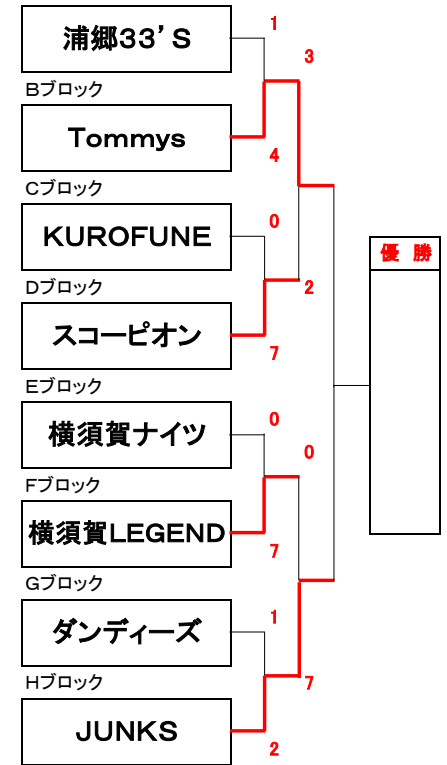 浦郷33’S
1
3
Bブロック
Tommys
4
Cブロック
0
KUROFUNE
優 勝
Dブロック
2
スコーピオン
7
Eブロック
0
横須賀ナイツ
0
Fブロック
横須賀LEGEND
7
Gブロック
1
ダンディーズ
Hブロック
7
JUNKS
2